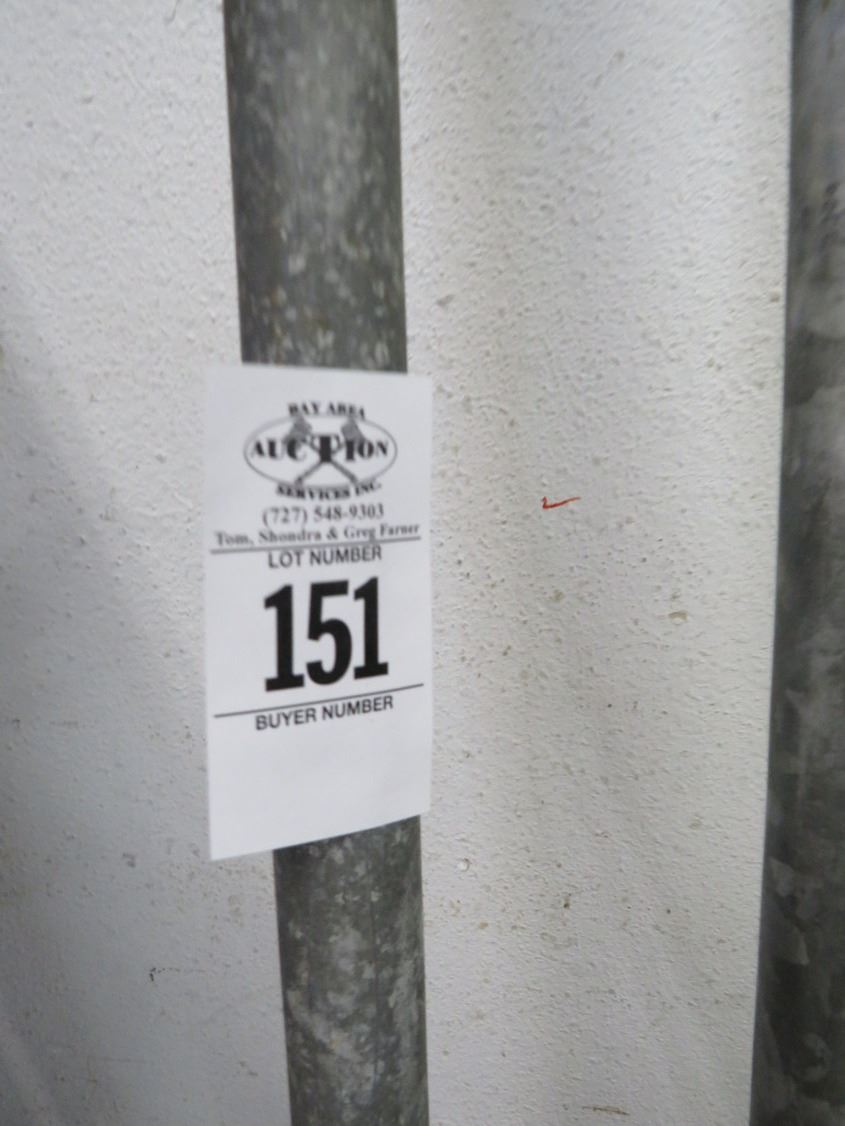 BAY AREA
AUCTION
SERVICES INC.
(727) 548-9303
Tom, Shondra & Greg Farner
LOT NUMBER
151
BUYER NUMBER